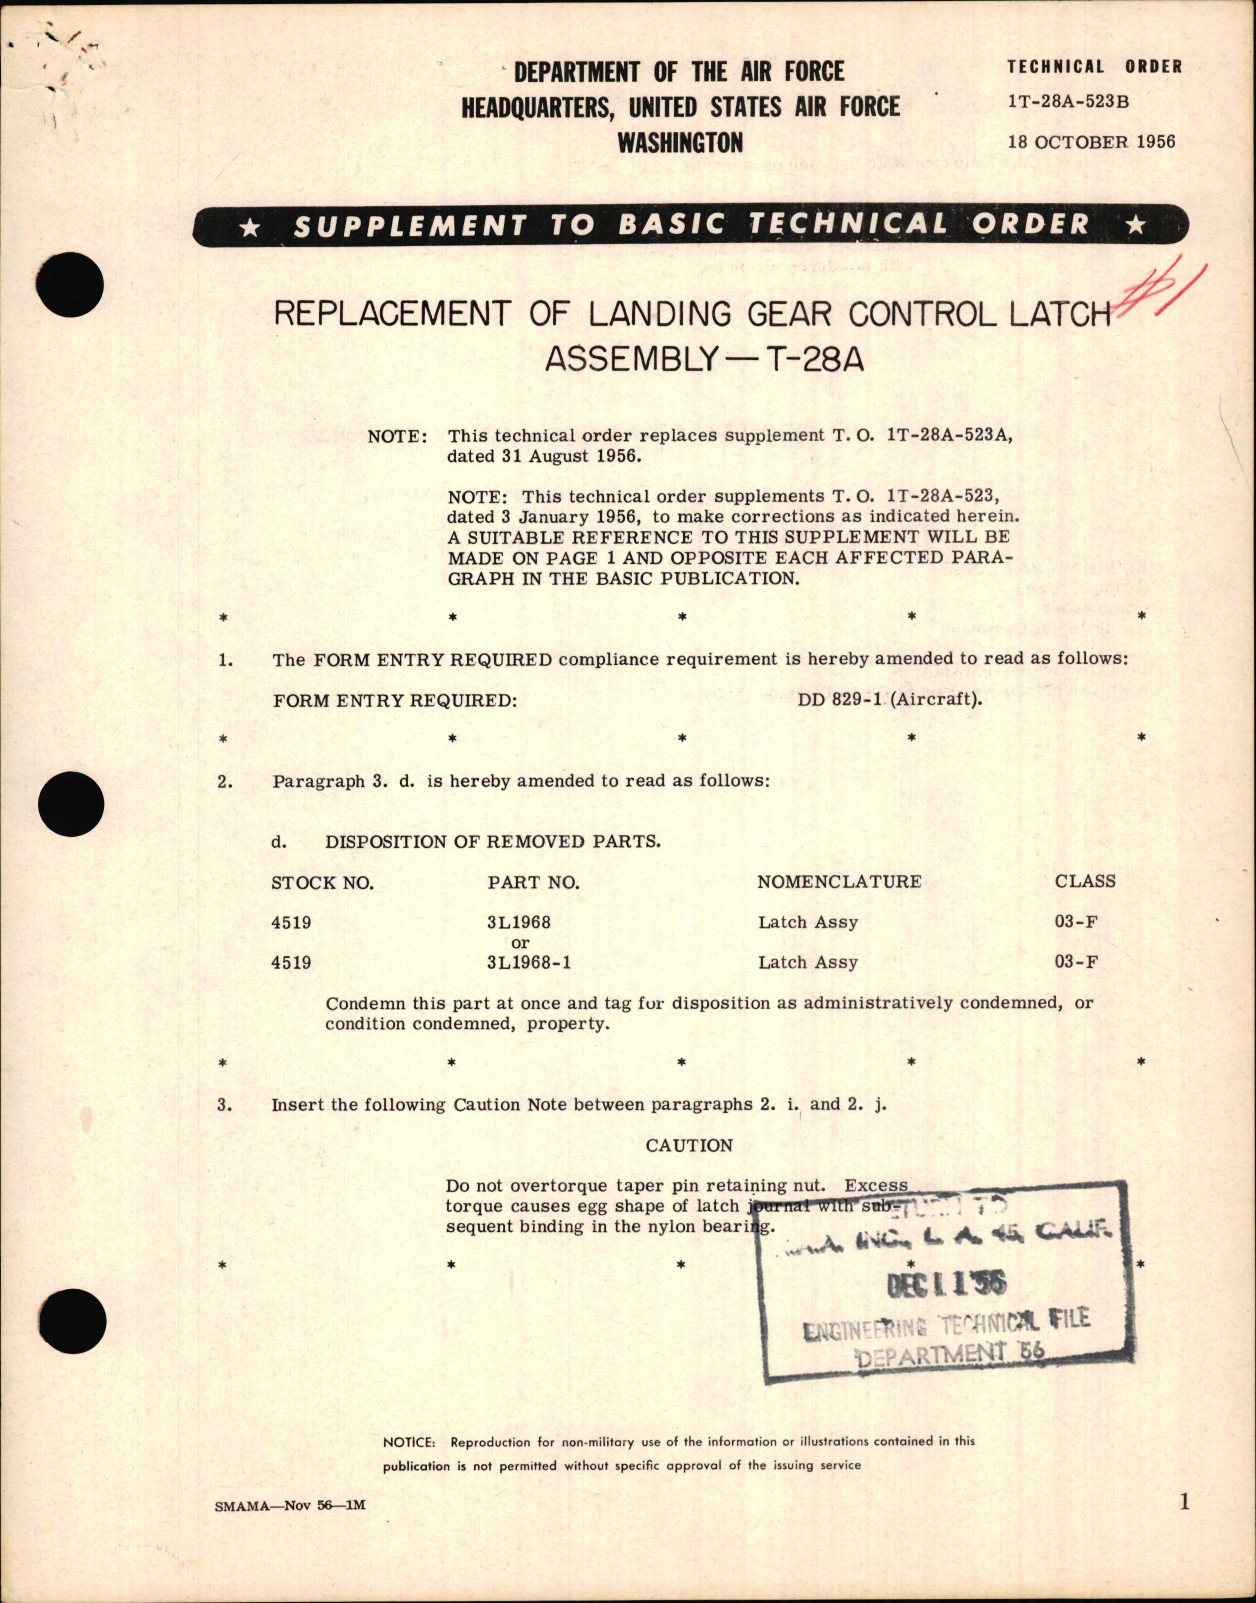 DEPARTMENT OF THE AIR FORCE
HEADQUARTERS, UNITED STATES AIR FORCE
WASHINGTON
TECHNICAL ORDER
1T-28A-523B
18 OCTOBER 1956
★ SUPPLEMENT TO BASIC TECHNICAL ORDER ★
#1
REPLACEMENT OF LANDING GEAR CONTROL LATCH
ASSEMBLY — T-28A
NOTE: This technical order replaces supplement T. O. 1T-28A-523A,
dated 31 August 1956.
NOTE: This technical order supplements T. O. 1T-28A-523,
dated 3 January 1956, to make corrections as indicated herein.
A SUITABLE REFERENCE TO THIS SUPPLEMENT WILL BE
MADE ON PAGE 1 AND OPPOSITE EACH AFFECTED PARA-
GRAPH IN THE BASIC PUBLICATION.
* * * * *
1. The FORM ENTRY REQUIRED compliance requirement is hereby amended to read as follows:
FORM ENTRY REQUIRED: DD 829-1 (Aircraft).
* * * * *
2. Paragraph 3. d. is hereby amended to read as follows:
d. DISPOSITION OF REMOVED PARTS.
STOCK NO. PART NO. NOMENCLATURE CLASS
4519 3L1968 Latch Assy 03-F
or
4519 3L1968-1 Latch Assy 03-F
Condemn this part at once and tag for disposition as administratively condemned, or
condition condemned, property.
* * * * *
3. Insert the following Caution Note between paragraphs 2. i. and 2. j.
CAUTION
Do not overtorque taper pin retaining nut. Excess
torque causes egg shape of latch journal with sub-
sequent binding in the nylon bearing.
* * * * *
RETURN TO
INC., L. A. 45, CALIF.
DEC 11 '56
ENGINEERING TECHNICAL FILE
DEPARTMENT 56
NOTICE: Reproduction for non-military use of the information or illustrations contained in this
publication is not permitted without specific approval of the issuing service
SMAMA—Nov 56—1M
1